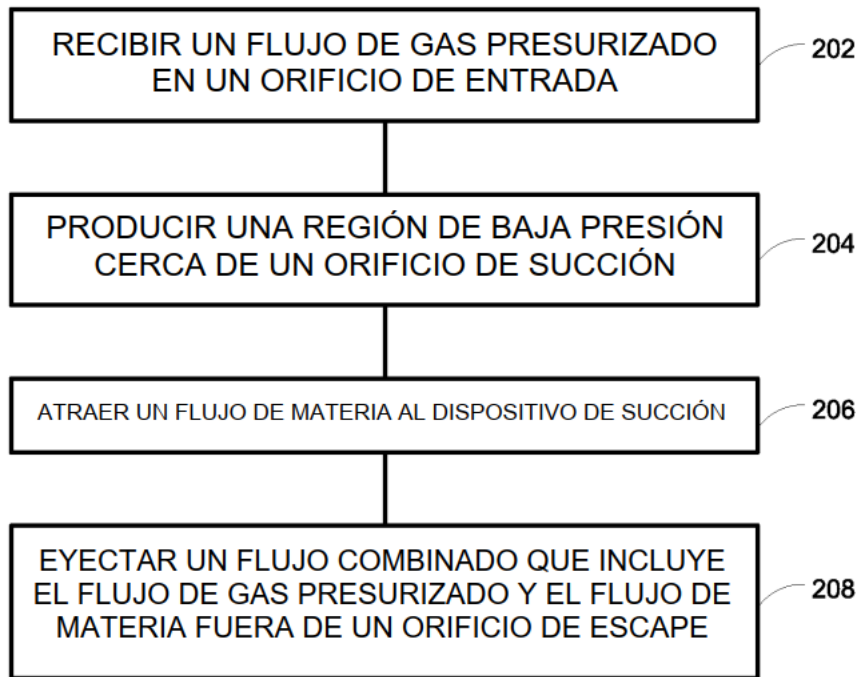 RECIBIR UN FLUJO DE GAS PRESURIZADO
EN UN ORIFICIO DE ENTRADA
202
PRODUCIR UNA REGIÓN DE BAJA PRESIÓN
CERCA DE UN ORIFICIO DE SUCCIÓN
204
ATRAER UN FLUJO DE MATERIA AL DISPOSITIVO DE SUCCIÓN
206
EYECTAR UN FLUJO COMBINADO QUE INCLUYE
EL FLUJO DE GAS PRESURIZADO Y EL FLUJO DE
MATERIA FUERA DE UN ORIFICIO DE ESCAPE
208